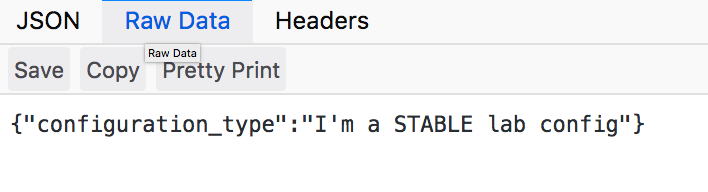 JSON Raw Data Headers
Raw Data
Save Copy Pretty Print
{"configuration_type":"I'm a STABLE lab config"}